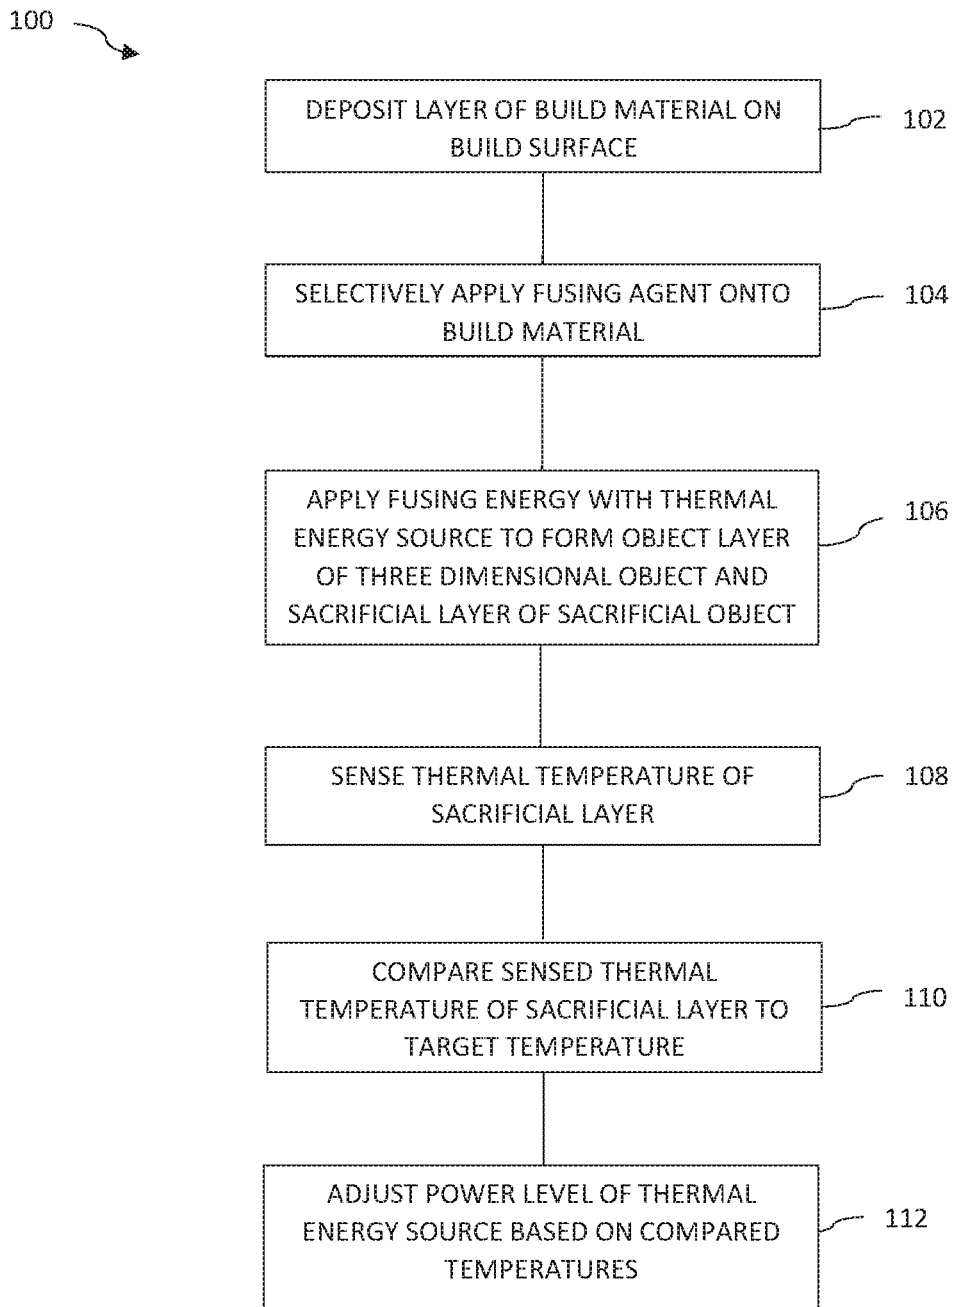 100
DEPOSIT LAYER OF BUILD MATERIAL ON
BUILD SURFACE
102
SELECTIVELY APPLY FUSING AGENT ONTO
BUILD MATERIAL
104
APPLY FUSING ENERGY WITH THERMAL
ENERGY SOURCE TO FORM OBJECT LAYER
OF THREE DIMENSIONAL OBJECT AND
SACRIFICIAL LAYER OF SACRIFICIAL OBJECT
106
SENSE THERMAL TEMPERATURE OF
SACRIFICIAL LAYER
108
COMPARE SENSED THERMAL
TEMPERATURE OF SACRIFICIAL LAYER TO
TARGET TEMPERATURE
110
ADJUST POWER LEVEL OF THERMAL
ENERGY SOURCE BASED ON COMPARED
TEMPERATURES
112